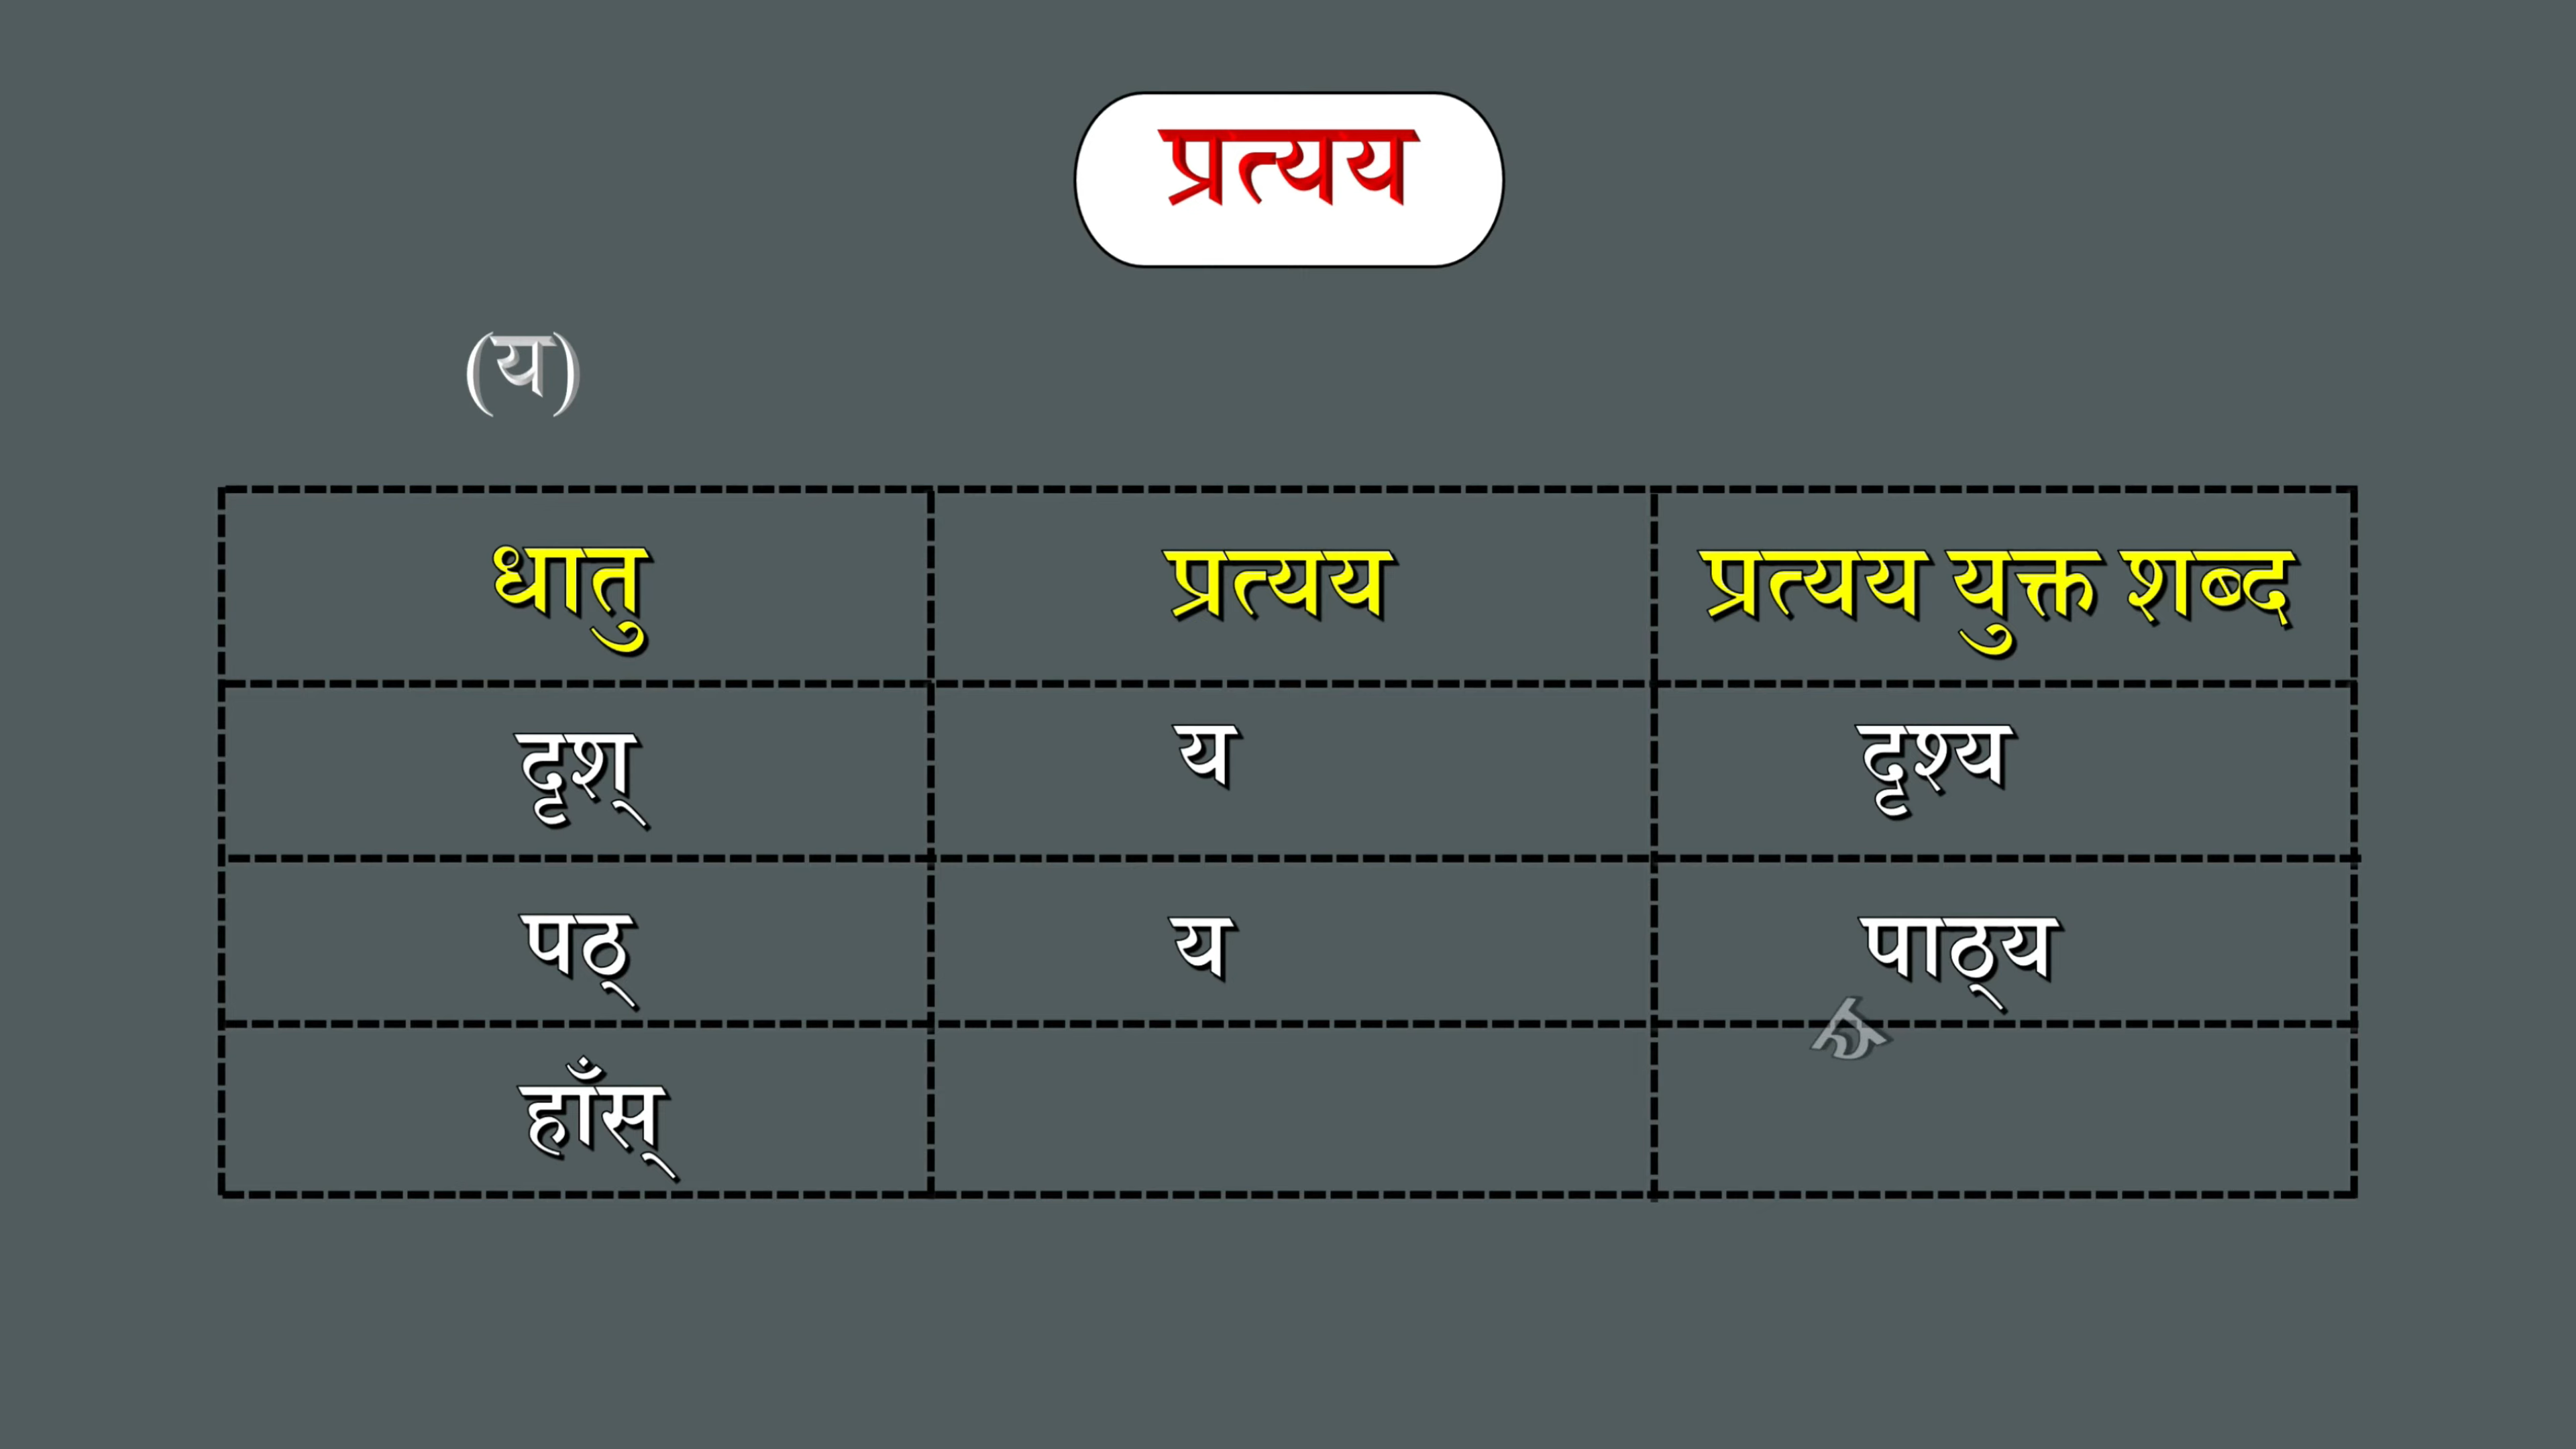 प्रत्यय
(य)
धातु प्रत्यय प्रत्यय युक्त शब्द
दृश् य दृश्य
पठ् य पाठ्य
हाँस्
य